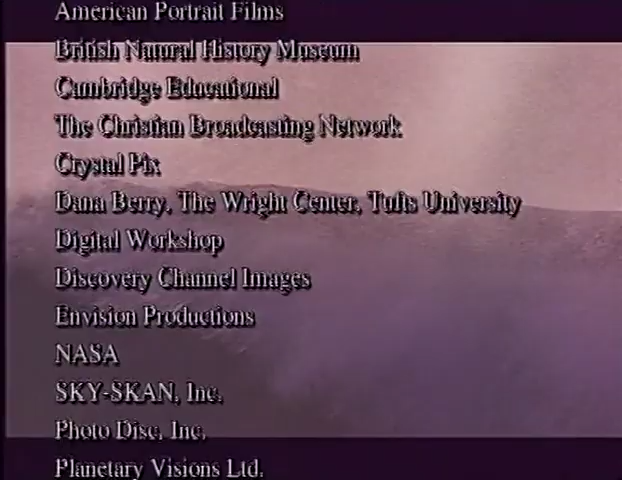 American Portrait Films
British Natural History Museum
Cambridge Educational
The Christian Broadcasting Network
Crystal Pix
Dana Berry, The Wright Center, Tufts University
Digital Workshop
Discovery Channel Images
Envision Productions
NASA
SKY-SKAN, Inc.
Photo Disc, Inc.
Planetary Visions Ltd.